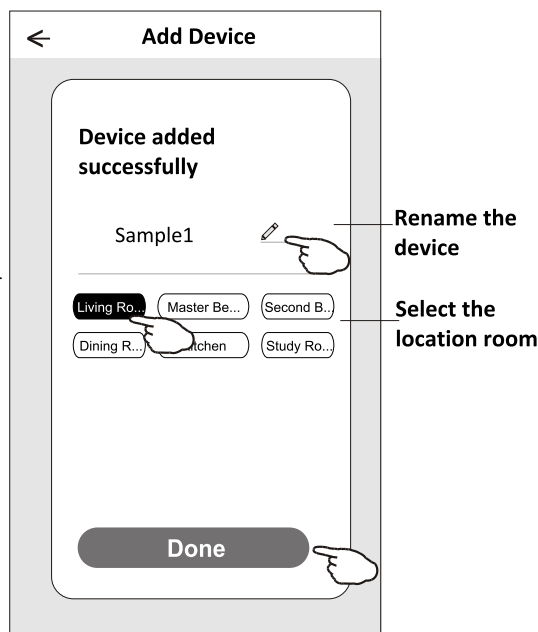 Add Device
Device added
successfully
Sample1
Rename the
device
Living Ro...
Master Be...
Second B...
Select the
location room
Dining R...
Study Ro...
Done